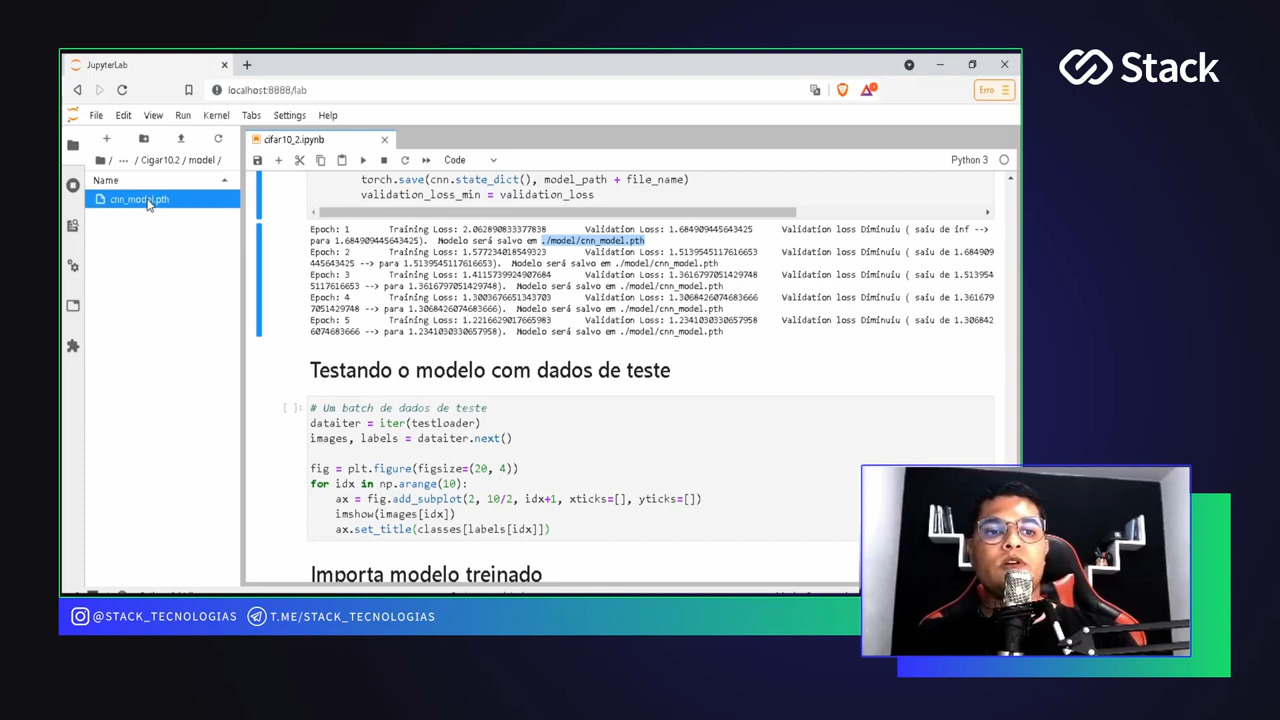 Stack
JupyterLab
localhost:8888/lab
Erro
File Edit View Run Kernel Tabs Settings Help
cifar10_2.ipynb
/ ... / Cigar10.2 / model /
Code
Python 3
Name
cnn_model.pth
torch.save(cnn.state_dict(), model_path + file_name)
validation_loss_min = validation_loss
Epoch: 1 Training Loss: 2.062890833377838 Validation Loss: 1.684909445643425 Validation loss Diminuiu ( saiu de inf -->
para 1.684909445643425). Modelo será salvo em ./model/cnn_model.pth
Epoch: 2 Training Loss: 1.577234018549323 Validation Loss: 1.5139545117616653 Validation loss Diminuiu ( saiu de 1.684909
445643425 --> para 1.5139545117616653). Modelo será salvo em ./model/cnn_model.pth
Epoch: 3 Training Loss: 1.4115739924907684 Validation Loss: 1.3616797051429748 Validation loss Diminuiu ( saiu de 1.513954
5117616653 --> para 1.3616797051429748). Modelo será salvo em ./model/cnn_model.pth
Epoch: 4 Training Loss: 1.3003676651343703 Validation Loss: 1.3068426074683666 Validation loss Diminuiu ( saiu de 1.361679
7051429748 --> para 1.3068426074683666). Modelo será salvo em ./model/cnn_model.pth
Epoch: 5 Training Loss: 1.2216629017665983 Validation Loss: 1.2341030330657958 Validation loss Diminuiu ( saiu de 1.306842
6074683666 --> para 1.2341030330657958). Modelo será salvo em ./model/cnn_model.pth
Testando o modelo com dados de teste
[ ]:
# Um batch de dados de teste
dataiter = iter(testloader)
images, labels = dataiter.next()
fig = plt.figure(figsize=(20, 4))
for idx in np.arange(10):
ax = fig.add_subplot(2, 10/2, idx+1, xticks=[], yticks=[])
imshow(images[idx])
ax.set_title(classes[labels[idx]])
Importa modelo treinado
@STACK_TECNOLOGIAS
T.ME/STACK_TECNOLOGIAS